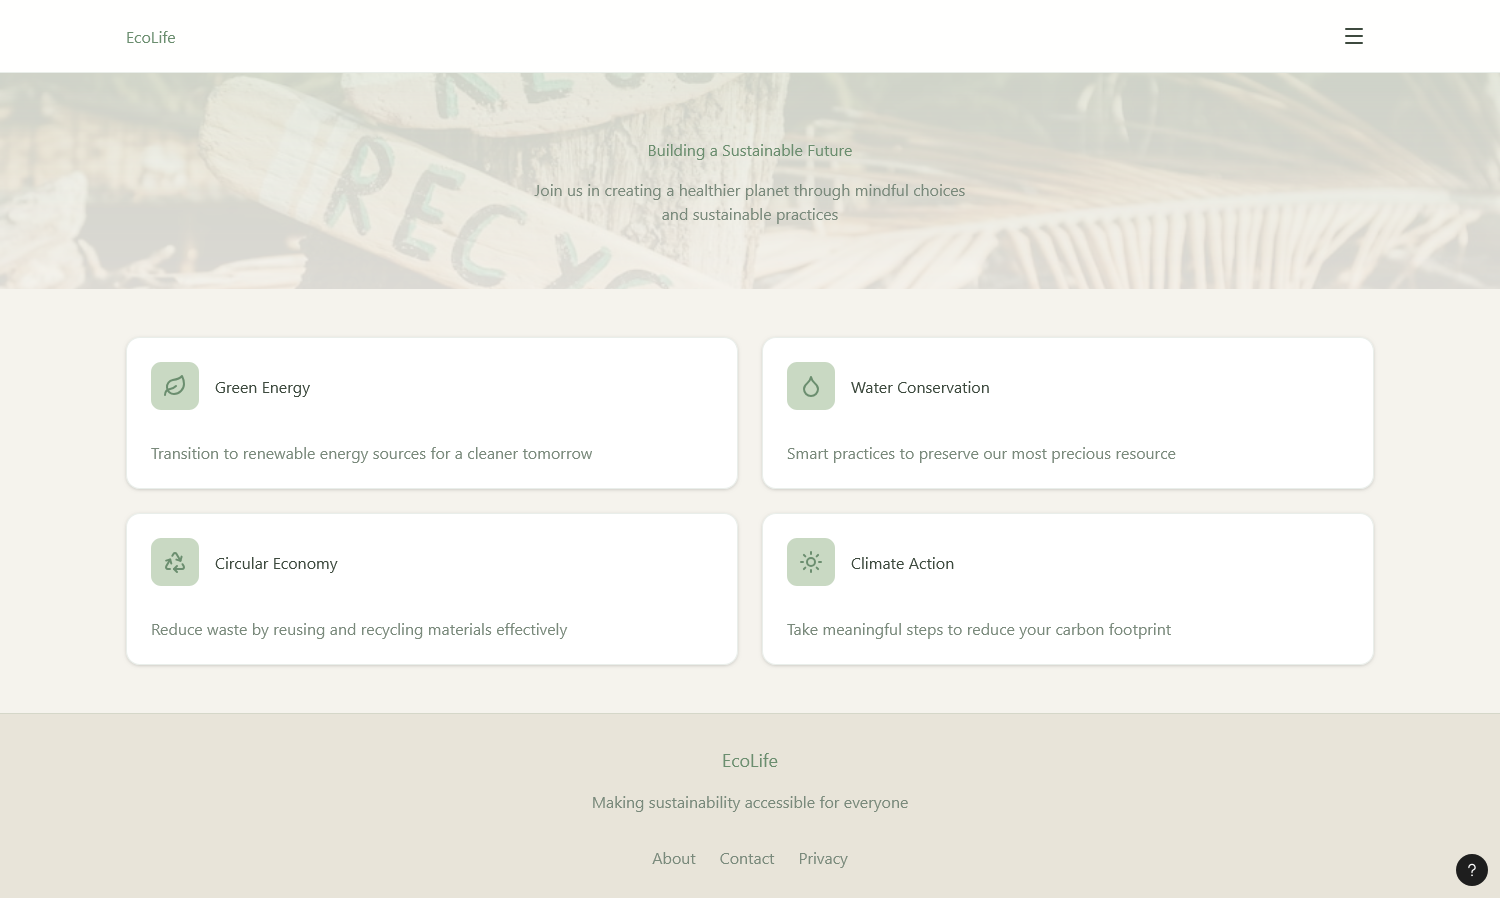 EcoLife
RECYC
Building a Sustainable Future
Join us in creating a healthier planet through mindful choices
and sustainable practices
Green Energy
Transition to renewable energy sources for a cleaner tomorrow
Water Conservation
Smart practices to preserve our most precious resource
Circular Economy
Reduce waste by reusing and recycling materials effectively
Climate Action
Take meaningful steps to reduce your carbon footprint
EcoLife
Making sustainability accessible for everyone
About Contact Privacy
?